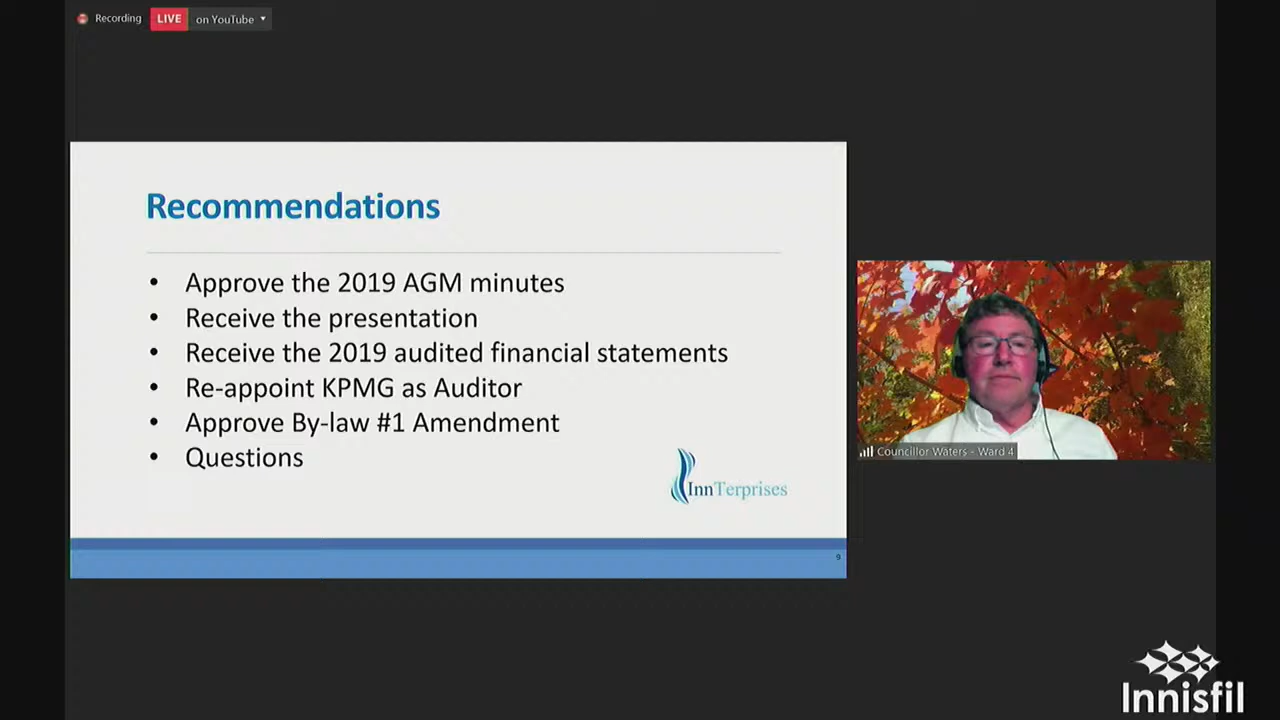 Recording LIVE on YouTube
Recommendations
• Approve the 2019 AGM minutes
• Receive the presentation
• Receive the 2019 audited financial statements
• Re-appoint KPMG as Auditor
• Approve By-law #1 Amendment
• Questions
InnTerprises
9
Councillor Waters - Ward 4
Innisfil